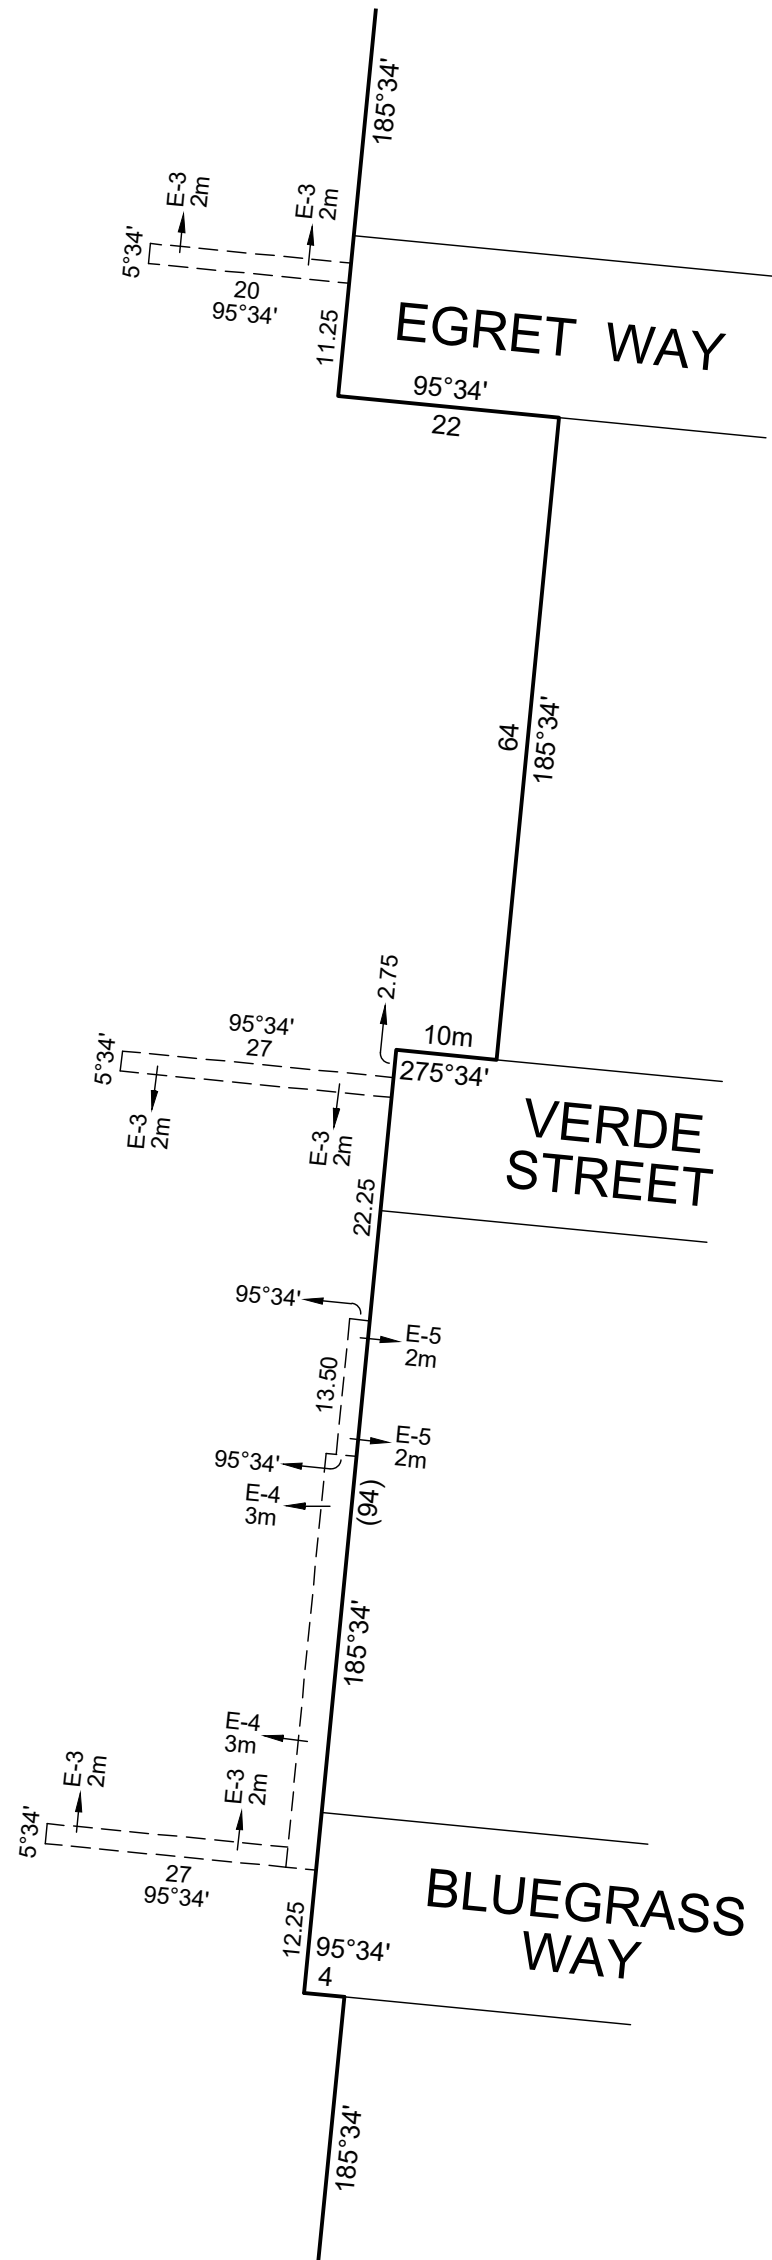 185°34'
E-3
2m
E-3
2m
5°34'
20
95°34'
11.25
EGRET WAY
95°34'
22
64
185°34'
2.75
10m
275°34'
95°34'
27
5°34'
E-3
2m
E-3
2m
VERDE
STREET
22.25
95°34'
E-5
2m
13.50
E-5
2m
95°34'
E-4
3m
(94)
185°34'
E-4
3m
E-3
2m
E-3
2m
5°34'
27
95°34'
12.25
BLUEGRASS
WAY
95°34'
4
185°34'